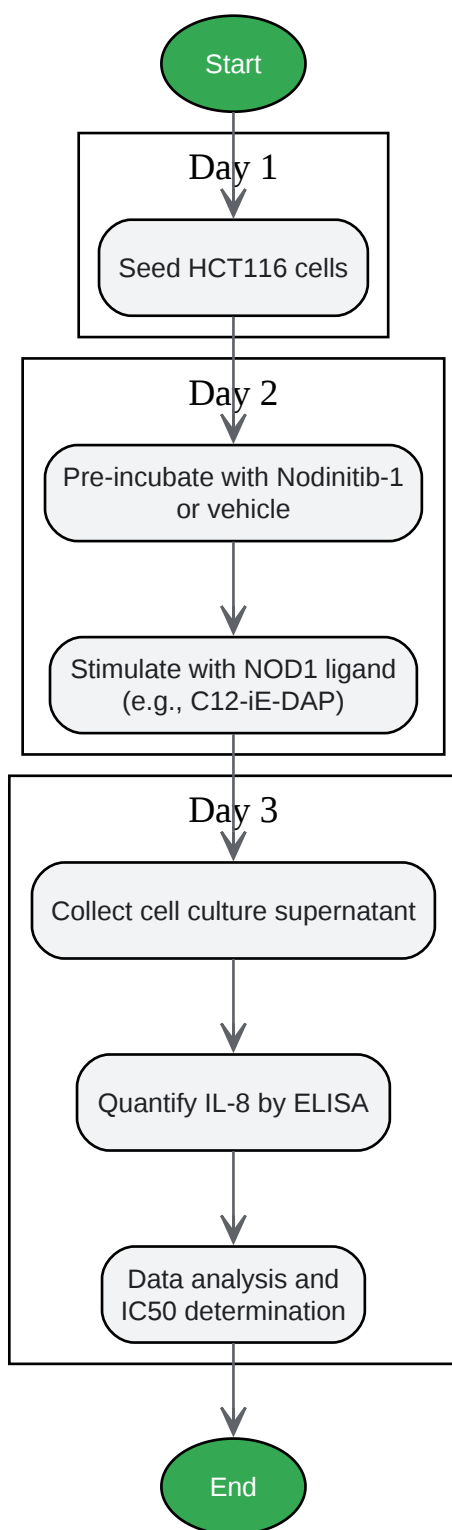 Start
Day 1
Seed HCT116 cells
Day 2
Pre-incubate with Nodinitib-1
or vehicle
Stimulate with NOD1 ligand
(e.g., C12-iE-DAP)
Day 3
Collect cell culture supernatant
Quantify IL-8 by ELISA
Data analysis and
IC50 determination
End